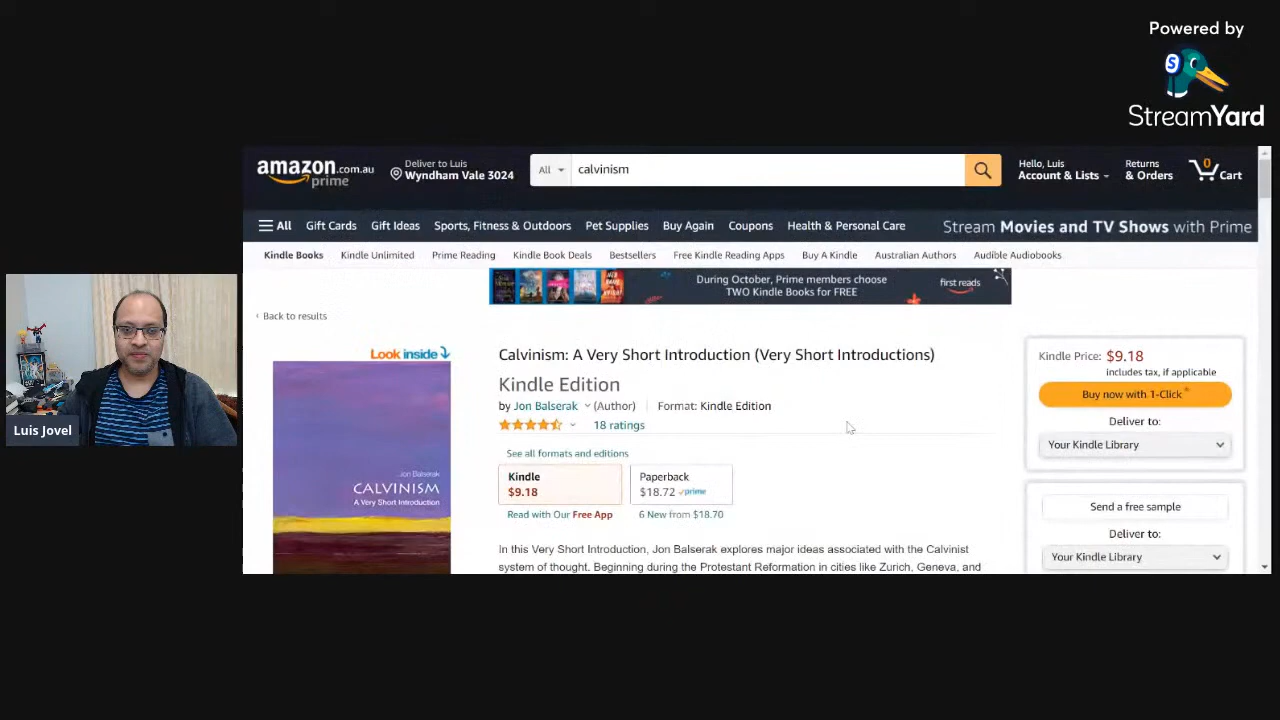 Powered by
StreamYard
amazon.com.au
prime
Deliver to Luis
Wyndham Vale 3024
All
calvinism
Hello, Luis
Account & Lists
Returns
& Orders
0
Cart
All
Gift Cards
Gift Ideas
Sports, Fitness & Outdoors
Pet Supplies
Buy Again
Coupons
Health & Personal Care
Stream Movies and TV Shows with Prime
Kindle Books
Kindle Unlimited
Prime Reading
Kindle Book Deals
Bestsellers
Free Kindle Reading Apps
Buy A Kindle
Australian Authors
Audible Audiobooks
During October, Prime members choose
TWO Kindle Books for FREE
first reads
‹ Back to results
Look inside
Jon Balserak
CALVINISM
A Very Short Introduction
Calvinism: A Very Short Introduction (Very Short Introductions)
Kindle Edition
by Jon Balserak (Author) Format: Kindle Edition
18 ratings
See all formats and editions
Kindle
$9.18
Paperback
$18.72 prime
Read with Our Free App
6 New from $18.70
In this Very Short Introduction, Jon Balserak explores major ideas associated with the Calvinist
system of thought. Beginning during the Protestant Reformation in cities like Zurich, Geneva, and
Kindle Price: $9.18
includes tax, if applicable
Buy now with 1-Click
Deliver to:
Your Kindle Library
Send a free sample
Deliver to:
Your Kindle Library
Luis Jovel